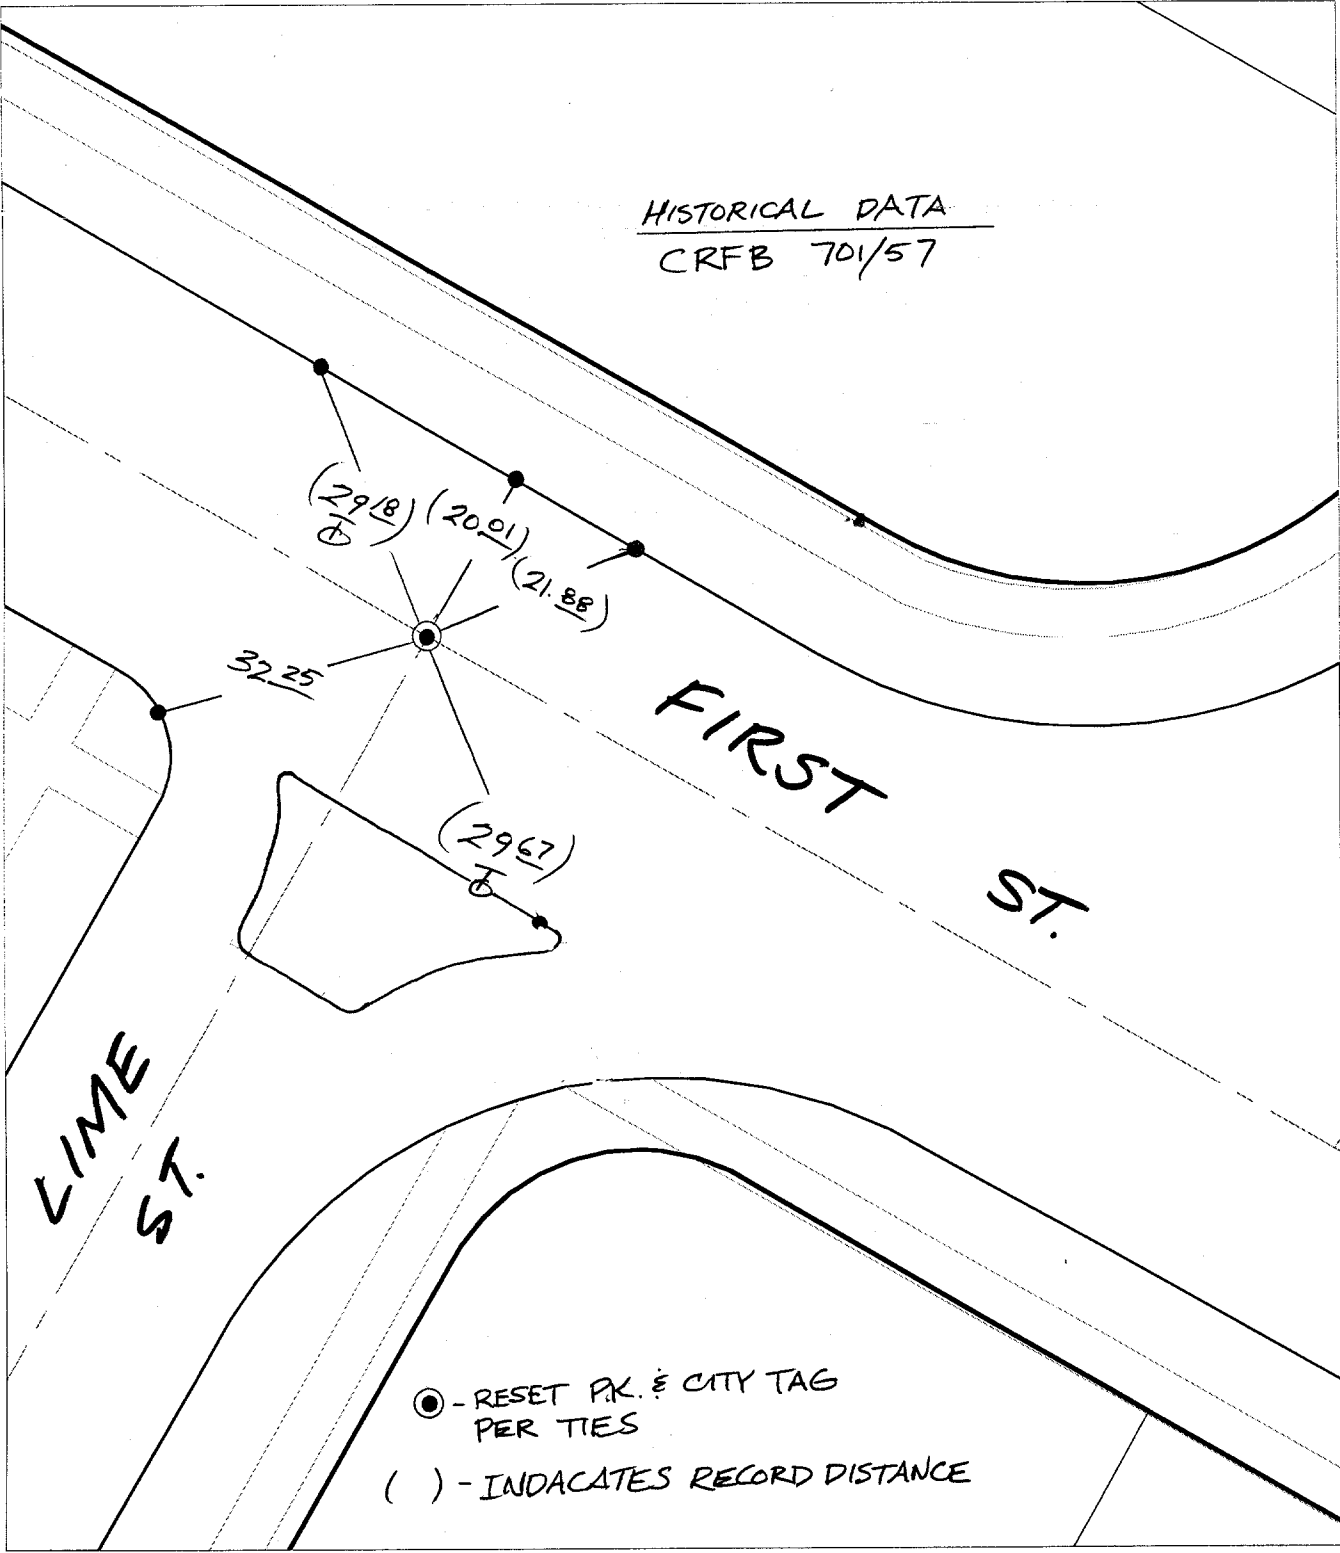 HISTORICAL DATA
CRFB 701/57
(29.18)
(20.01)
(21.88)
32.25
FIRST
ST.
(29.67)
LIME
ST.
- RESET P.K. & CITY TAG
PER TIES
( ) - INDACATES RECORD DISTANCE